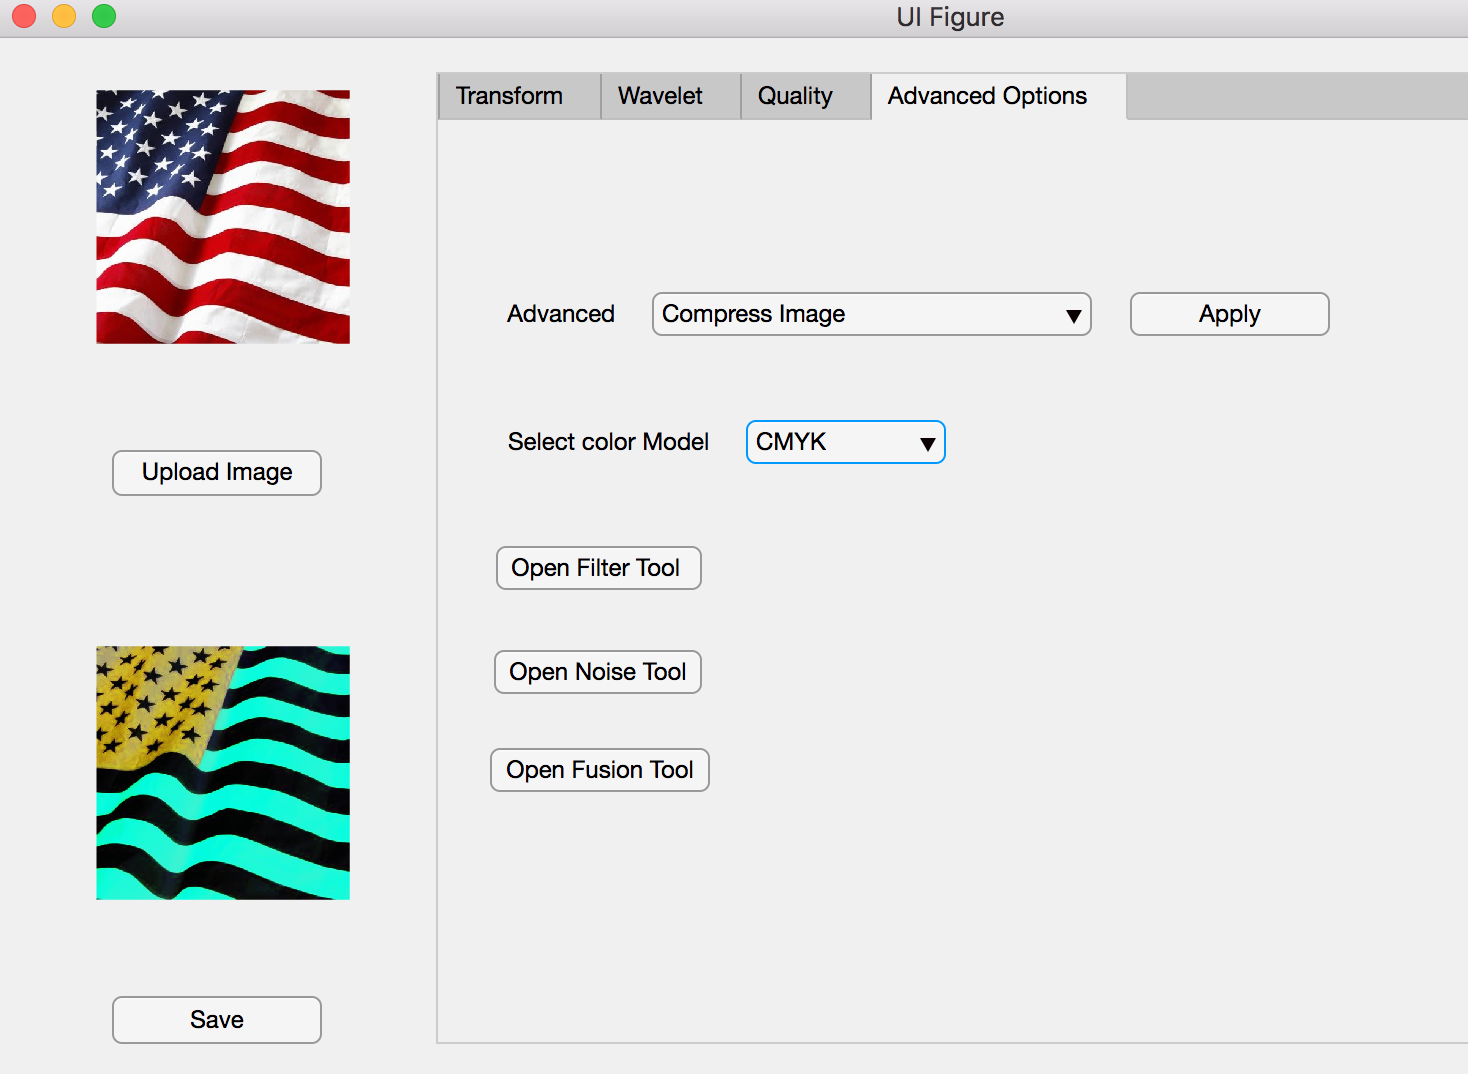 UI Figure
Transform Wavelet Quality Advanced Options
Advanced Compress Image Apply
Select color Model CMYK
Upload Image
Open Filter Tool
Open Noise Tool
Open Fusion Tool
Save